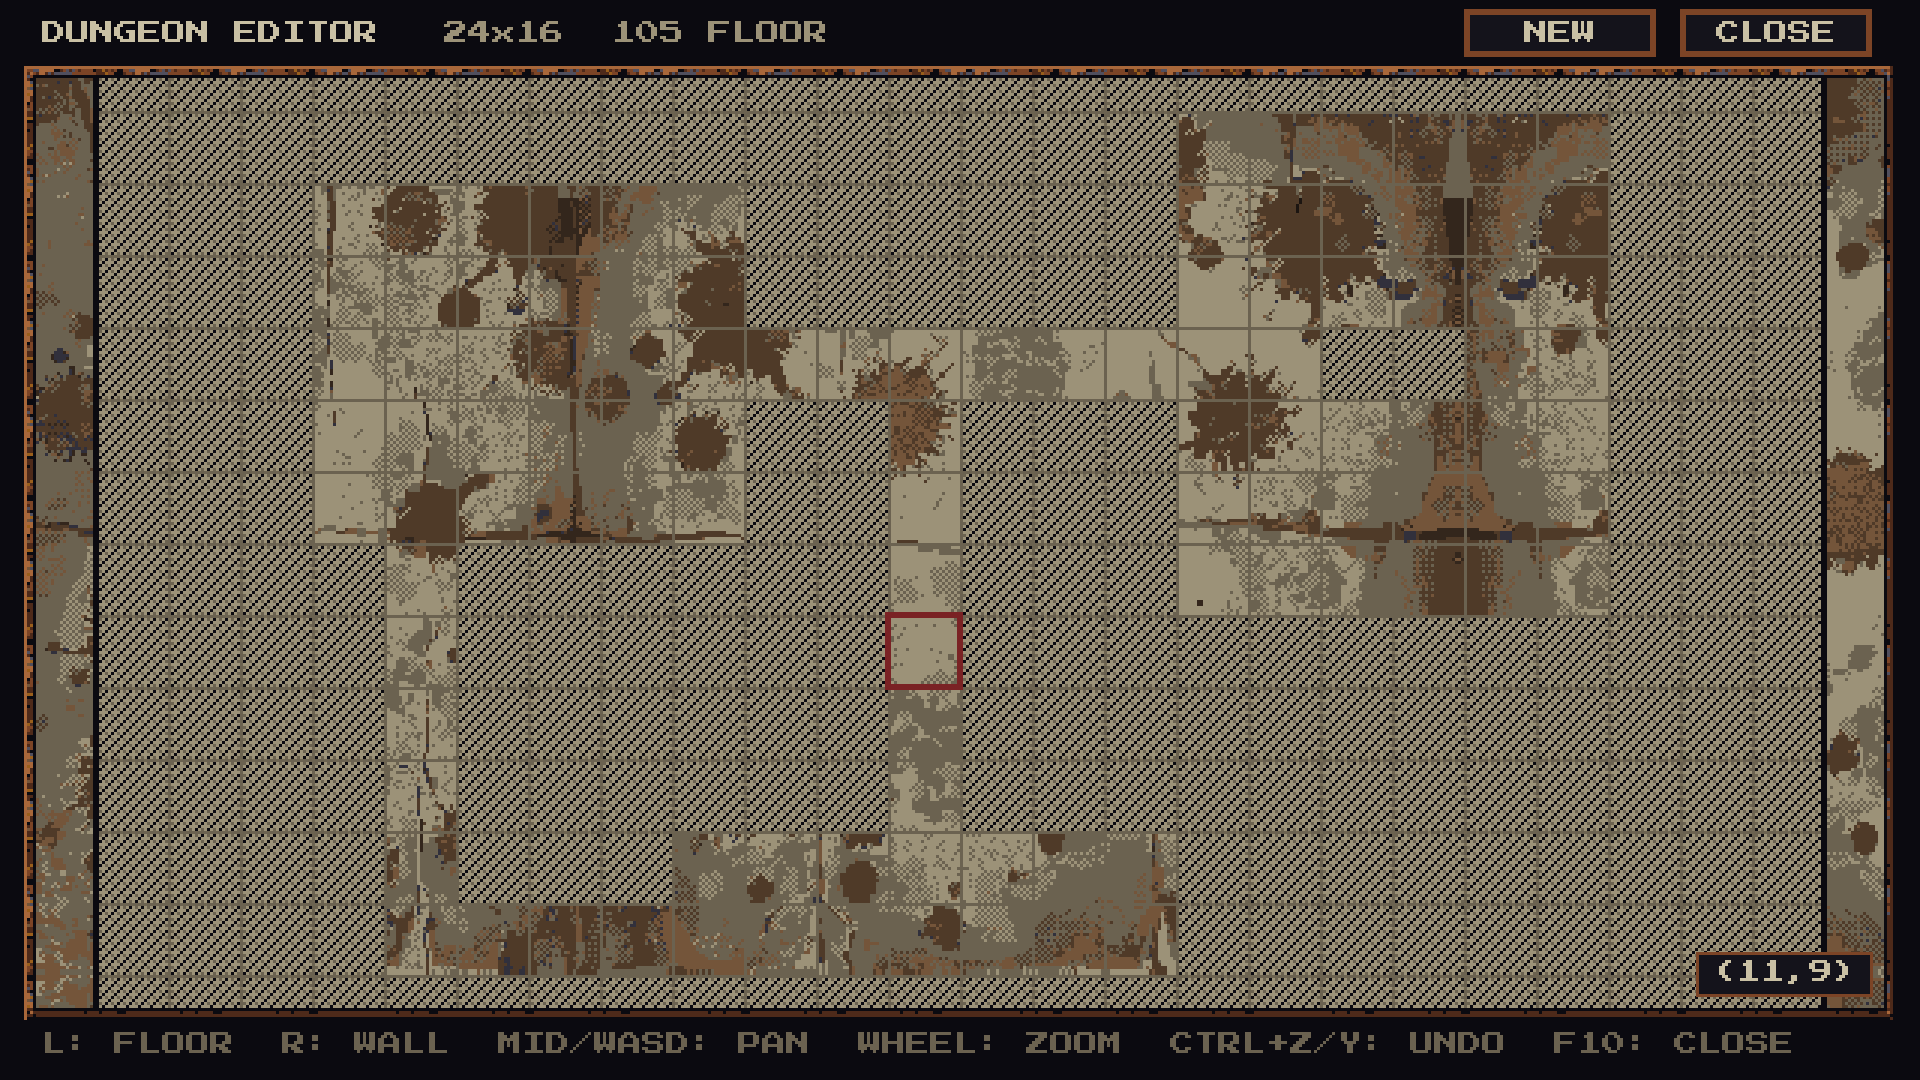 DUNGEON EDITOR 24x16 105 FLOOR NEW CLOSE
(11,9)
L: FLOOR R: WALL MID/WASD: PAN WHEEL: ZOOM CTRL+Z/Y: UNDO F10: CLOSE